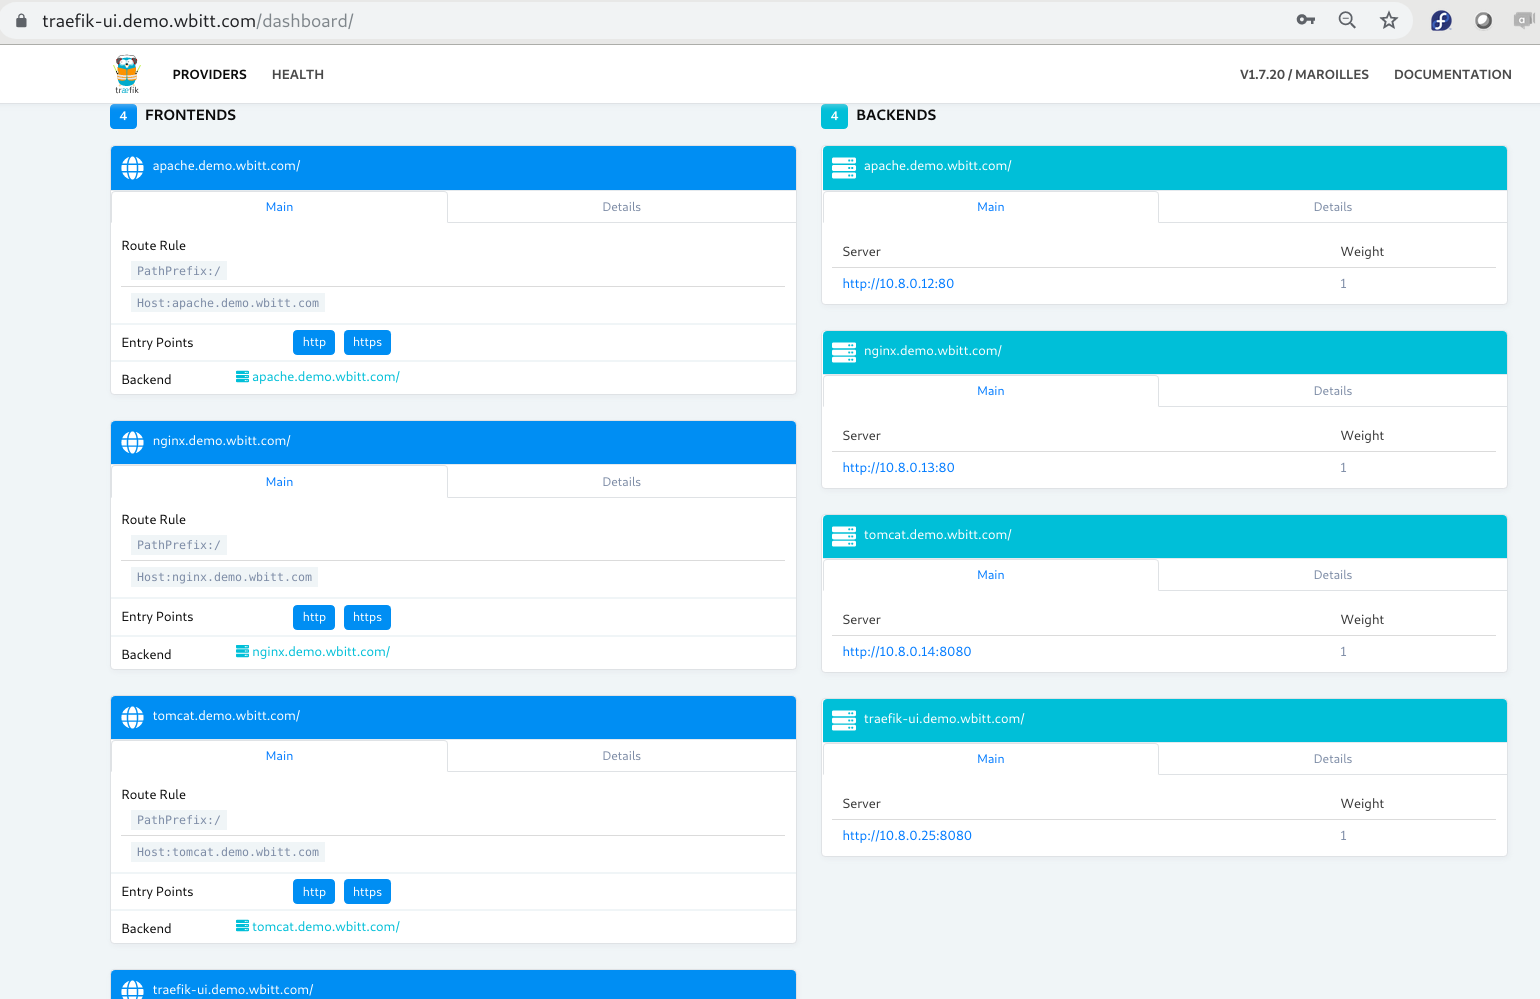 traefik-ui.demo.wbitt.com/dashboard/
træfik
PROVIDERS HEALTH V1.7.20 / MAROILLES DOCUMENTATION
4 FRONTENDS
apache.demo.wbitt.com/
Main Details
Route Rule
PathPrefix:/
Host:apache.demo.wbitt.com
Entry Points http https
Backend apache.demo.wbitt.com/
nginx.demo.wbitt.com/
Main Details
Route Rule
PathPrefix:/
Host:nginx.demo.wbitt.com
Entry Points http https
Backend nginx.demo.wbitt.com/
tomcat.demo.wbitt.com/
Main Details
Route Rule
PathPrefix:/
Host:tomcat.demo.wbitt.com
Entry Points http https
Backend tomcat.demo.wbitt.com/
traefik-ui.demo.wbitt.com/
4 BACKENDS
apache.demo.wbitt.com/
Main Details
Server Weight
http://10.8.0.12:80 1
nginx.demo.wbitt.com/
Main Details
Server Weight
http://10.8.0.13:80 1
tomcat.demo.wbitt.com/
Main Details
Server Weight
http://10.8.0.14:8080 1
traefik-ui.demo.wbitt.com/
Main Details
Server Weight
http://10.8.0.25:8080 1